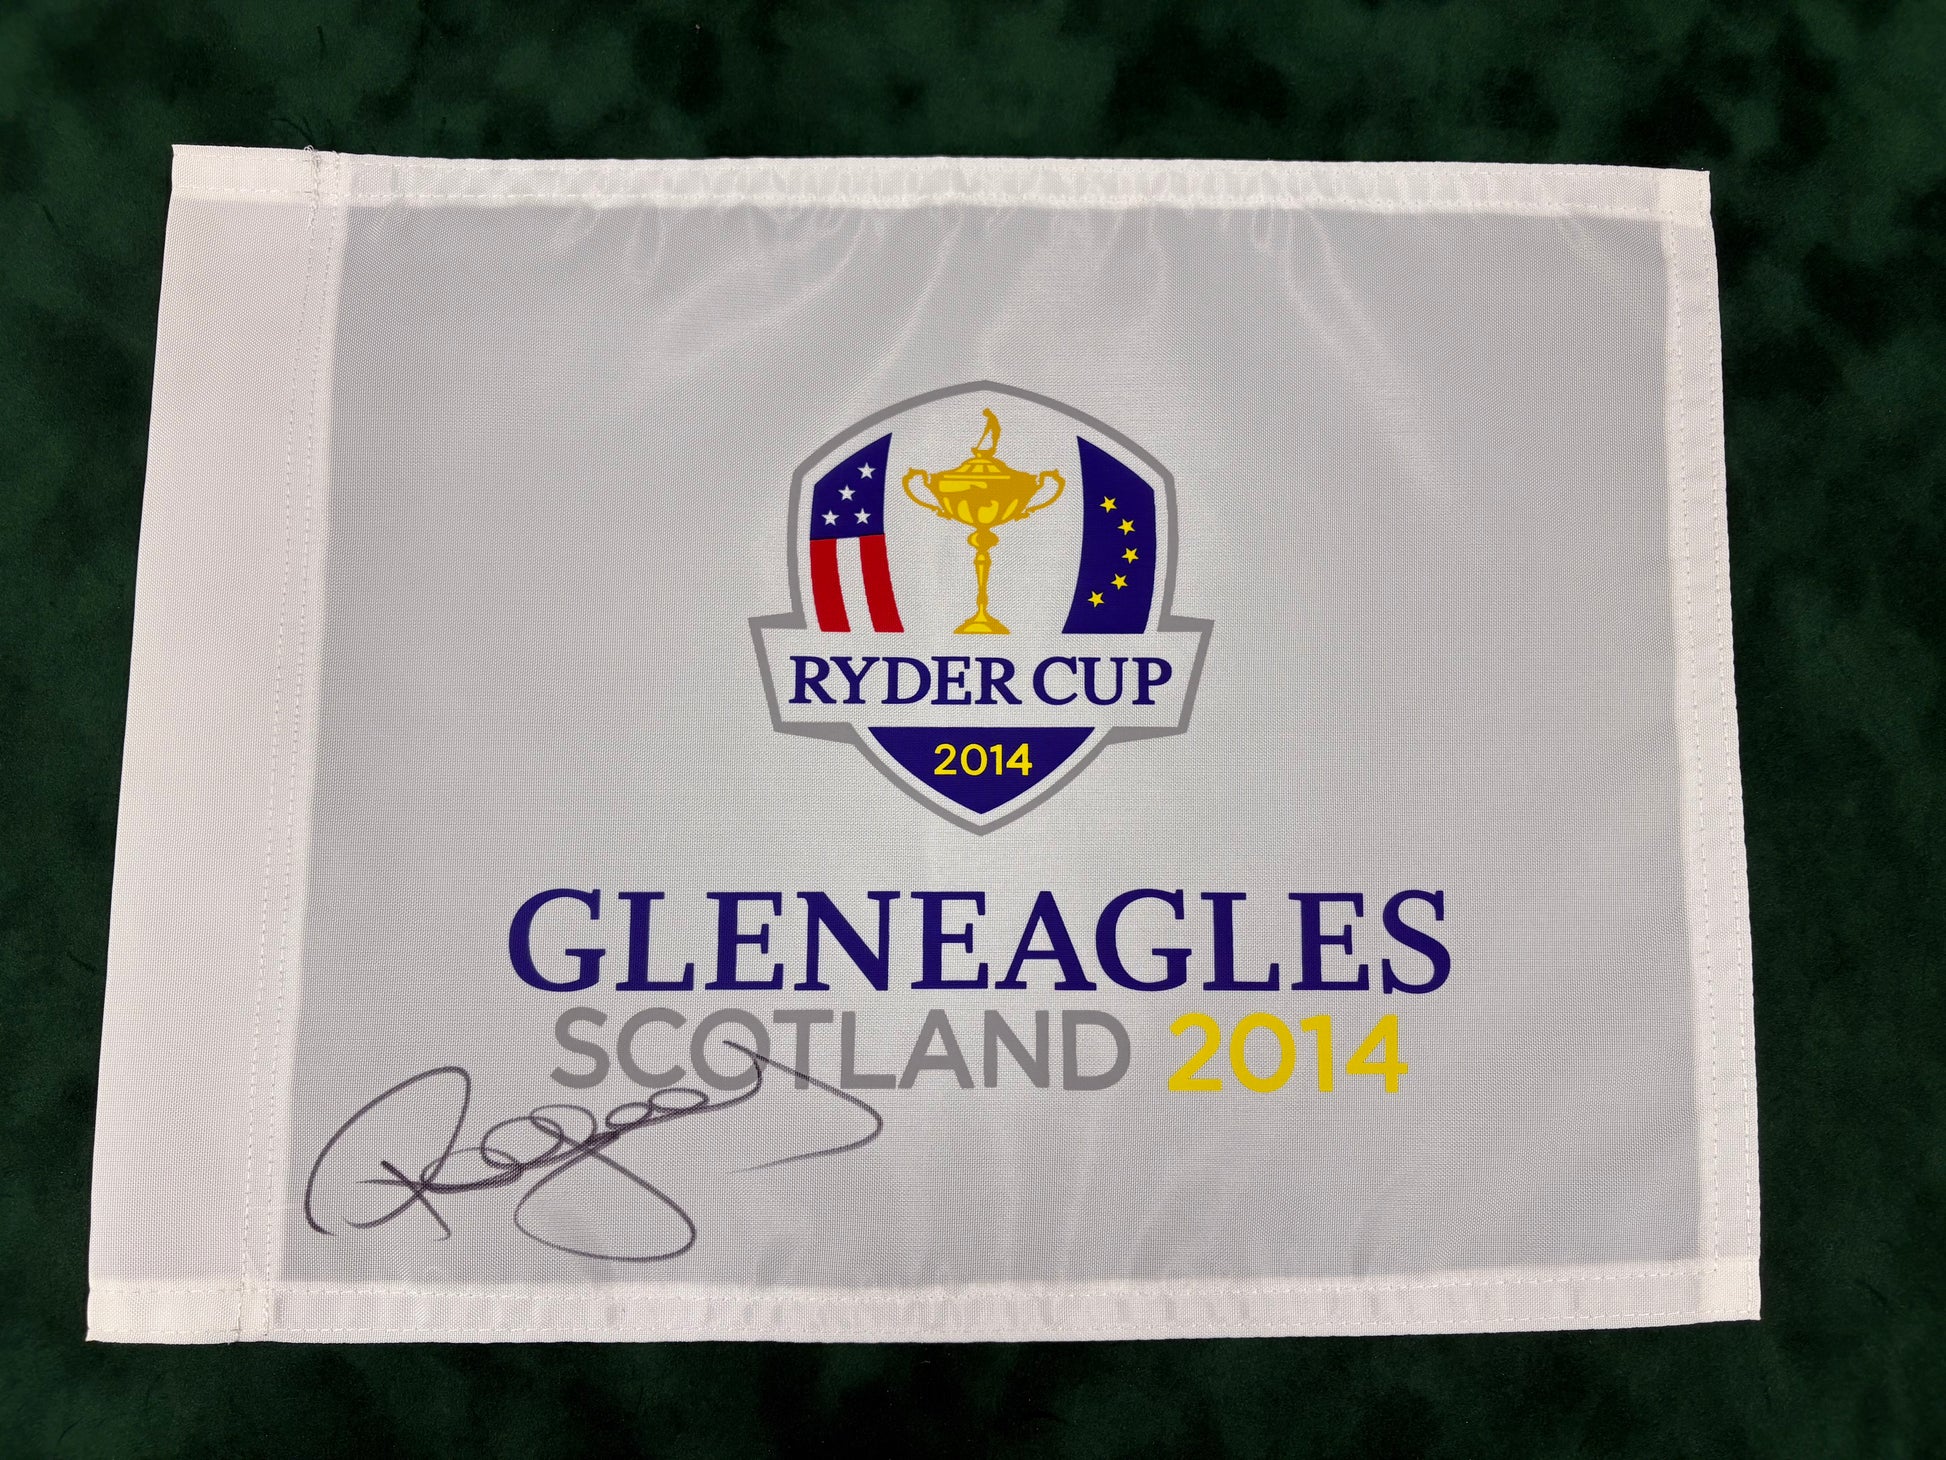 RYDER CUP
2014
GLENEAGLES
SCOTLAND 2014